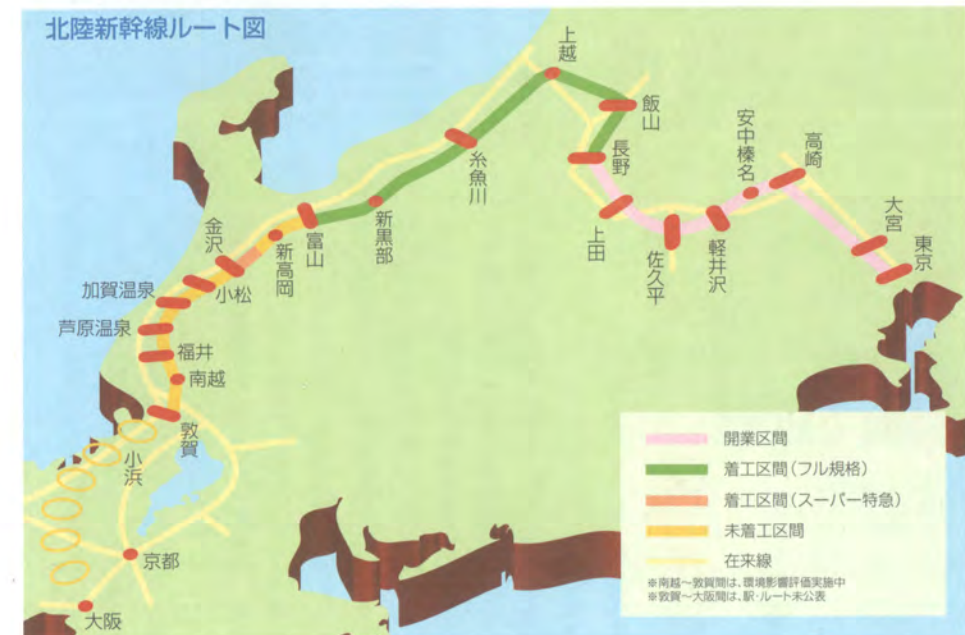 北陸新幹線ルート図
上越
飯山
長野
安中榛名
高崎
糸魚川
大宮
東京
上田
佐久平
軽井沢
新黒部
富山
新高岡
金沢
小松
加賀温泉
芦原温泉
福井
南越
敦賀
小浜
京都
大阪
開業区間
着工区間(フル規格)
着工区間(スーパー特急)
未着工区間
在来線
※南越～敦賀間は、環境影響評価実施中
※敦賀～大阪間は、駅・ルート未公表